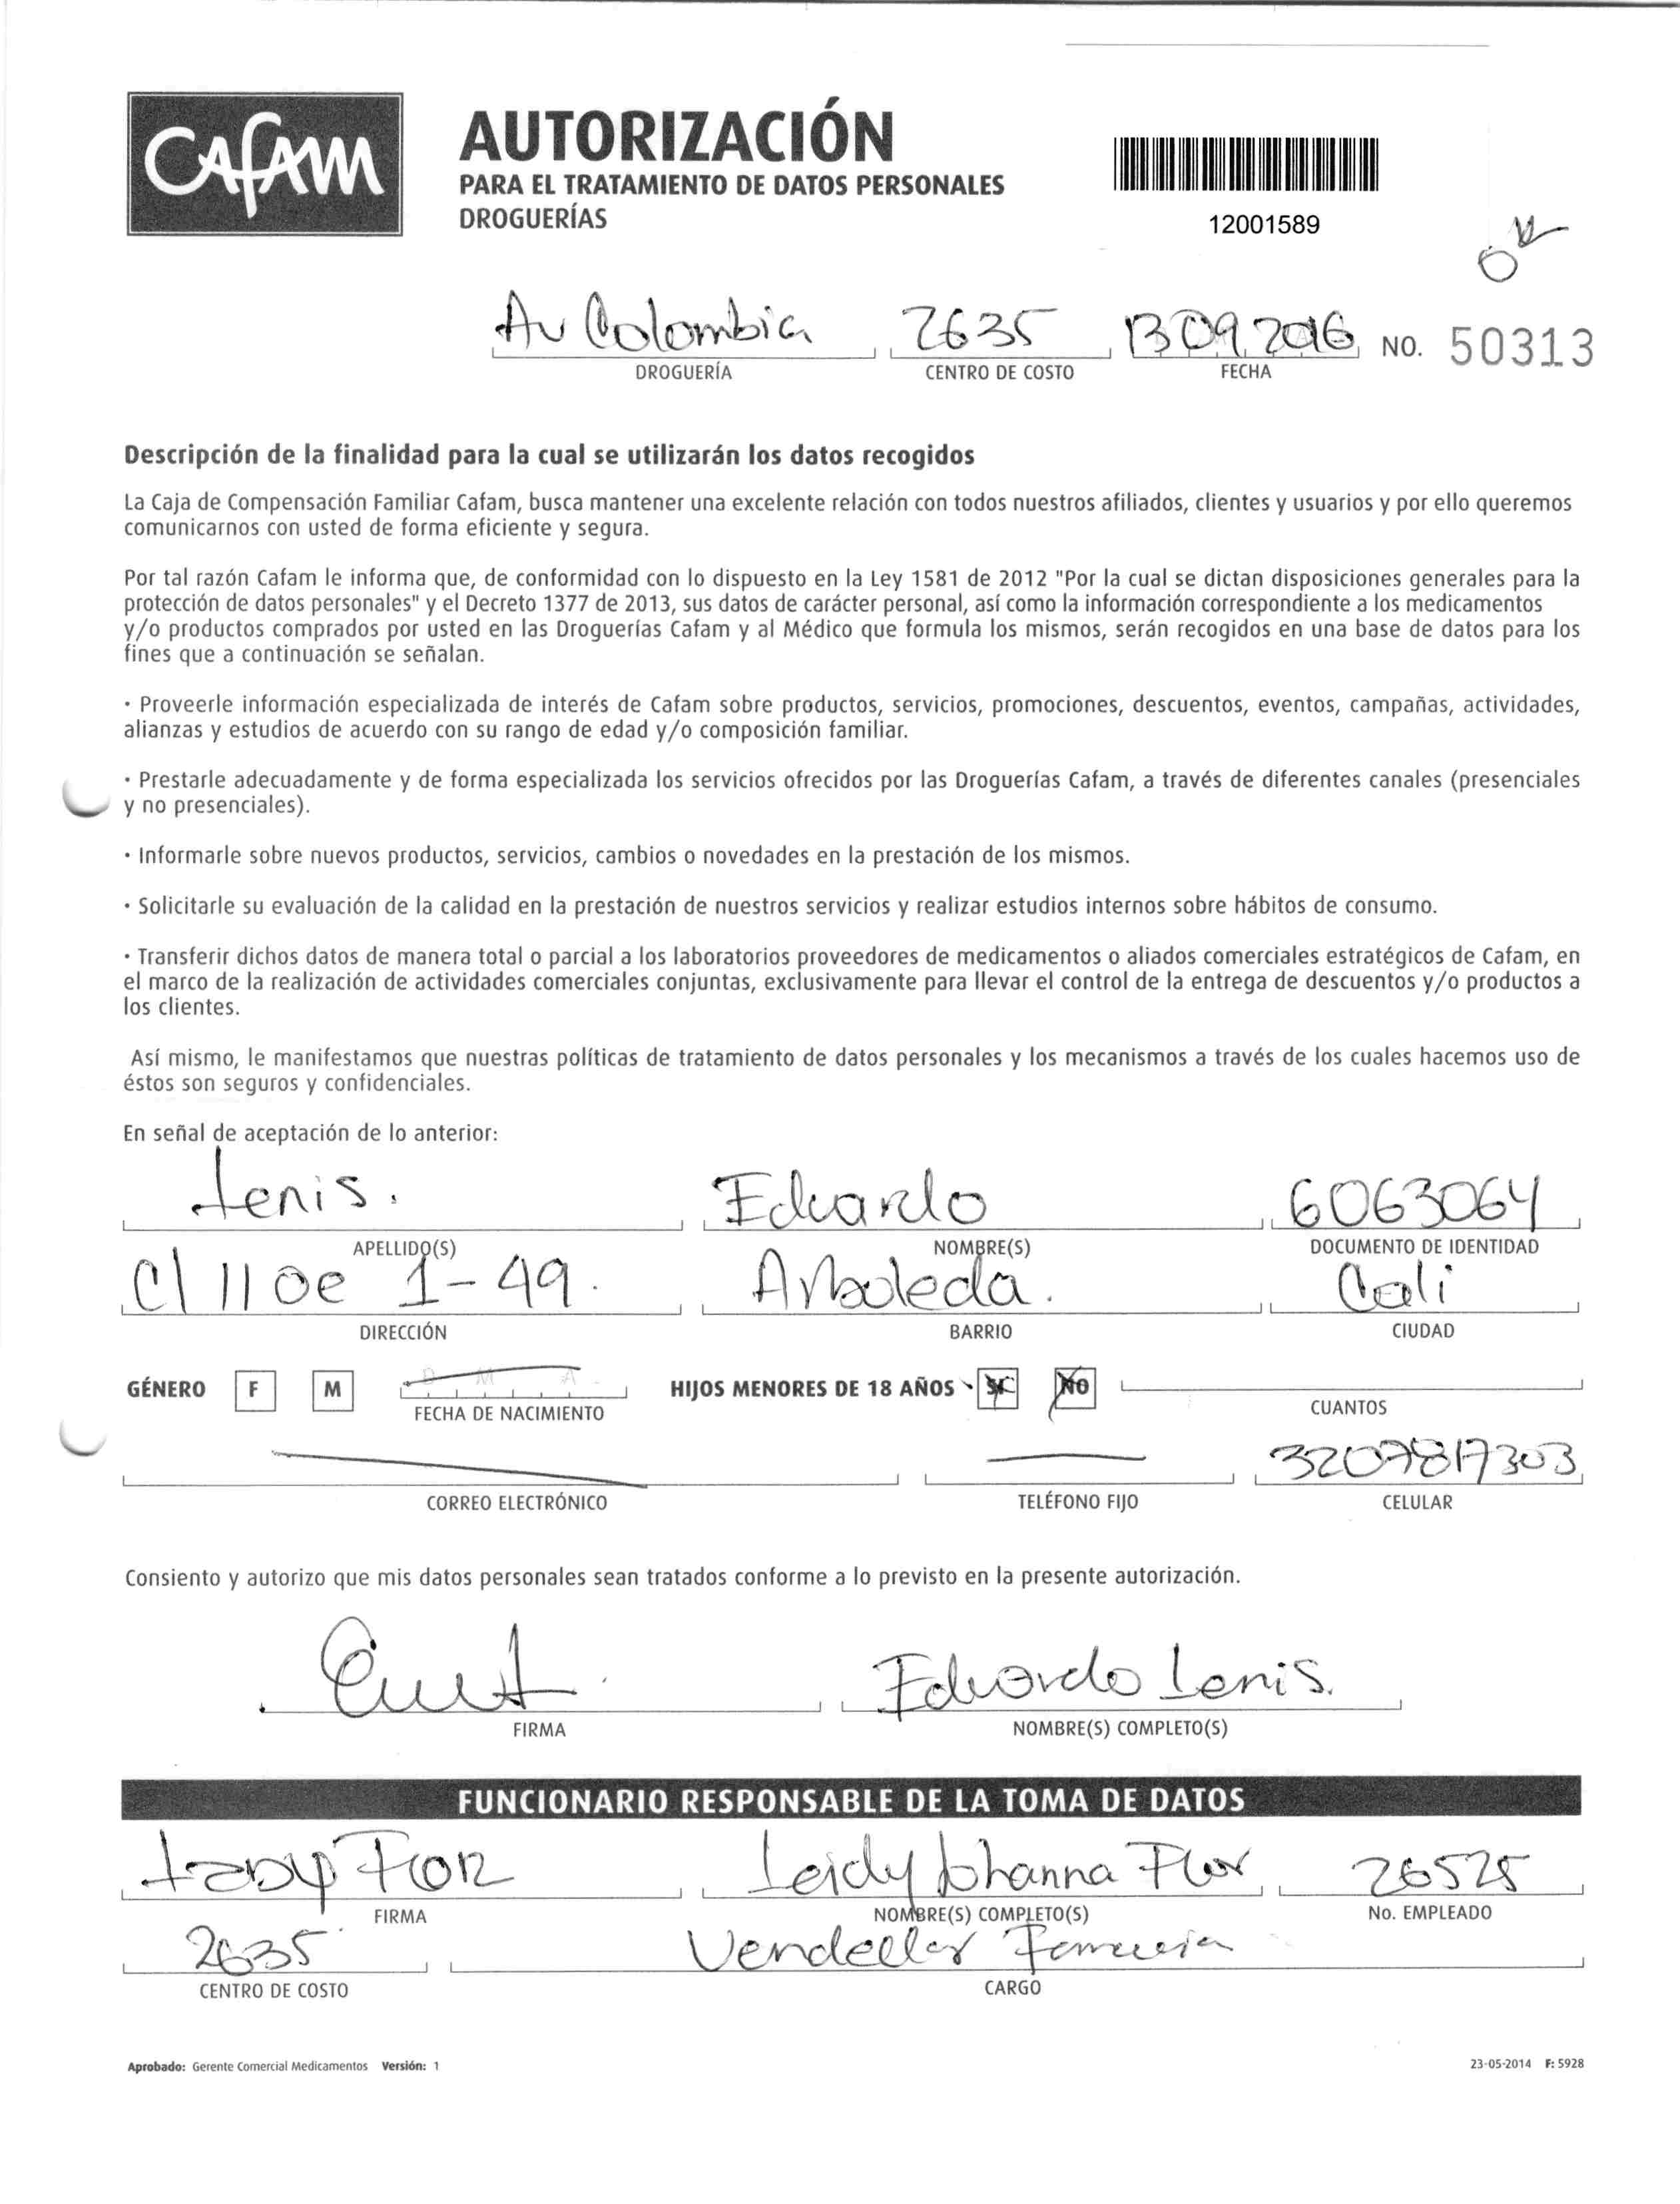 CAFAM
AUTORIZACIÓN
PARA EL TRATAMIENTO DE DATOS PERSONALES
DROGUERÍAS
12001589
OK
Av Colombia 2635 13 09 2016 NO. 50313
DROGUERÍA CENTRO DE COSTO FECHA
Descripción de la finalidad para la cual se utilizarán los datos recogidos
La Caja de Compensación Familiar Cafam, busca mantener una excelente relación con todos nuestros afiliados, clientes y usuarios y por ello queremos
comunicarnos con usted de forma eficiente y segura.
Por tal razón Cafam le informa que, de conformidad con lo dispuesto en la Ley 1581 de 2012 "Por la cual se dictan disposiciones generales para la
protección de datos personales" y el Decreto 1377 de 2013, sus datos de carácter personal, así como la información correspondiente a los medicamentos
y/o productos comprados por usted en las Droguerías Cafam y al Médico que formula los mismos, serán recogidos en una base de datos para los
fines que a continuación se señalan.
· Proveerle información especializada de interés de Cafam sobre productos, servicios, promociones, descuentos, eventos, campañas, actividades,
alianzas y estudios de acuerdo con su rango de edad y/o composición familiar.
· Prestarle adecuadamente y de forma especializada los servicios ofrecidos por las Droguerías Cafam, a través de diferentes canales (presenciales
y no presenciales).
· Informarle sobre nuevos productos, servicios, cambios o novedades en la prestación de los mismos.
· Solicitarle su evaluación de la calidad en la prestación de nuestros servicios y realizar estudios internos sobre hábitos de consumo.
· Transferir dichos datos de manera total o parcial a los laboratorios proveedores de medicamentos o aliados comerciales estratégicos de Cafam, en
el marco de la realización de actividades comerciales conjuntas, exclusivamente para llevar el control de la entrega de descuentos y/o productos a
los clientes.
Así mismo, le manifestamos que nuestras políticas de tratamiento de datos personales y los mecanismos a través de los cuales hacemos uso de
éstos son seguros y confidenciales.
En señal de aceptación de lo anterior:
Lenis. Eduardo 6063064
APELLIDO(S) NOMBRE(S) DOCUMENTO DE IDENTIDAD
Cl 11 Oe 1-49. Arboleda. Cali
DIRECCIÓN BARRIO CIUDAD
GÉNERO F M D M A HIJOS MENORES DE 18 AÑOS SI NO
FECHA DE NACIMIENTO CUANTOS
3207817303
CORREO ELECTRÓNICO TELÉFONO FIJO CELULAR
Consiento y autorizo que mis datos personales sean tratados conforme a lo previsto en la presente autorización.
Eduardo Lenis.
FIRMA NOMBRE(S) COMPLETO(S)
FUNCIONARIO RESPONSABLE DE LA TOMA DE DATOS
Leidy Johanna Flor 26525
FIRMA NOMBRE(S) COMPLETO(S) No. EMPLEADO
2635
CENTRO DE COSTO CARGO
Aprobado: Gerente Comercial Medicamentos Versión: 1 23-05-2014 F: 5928